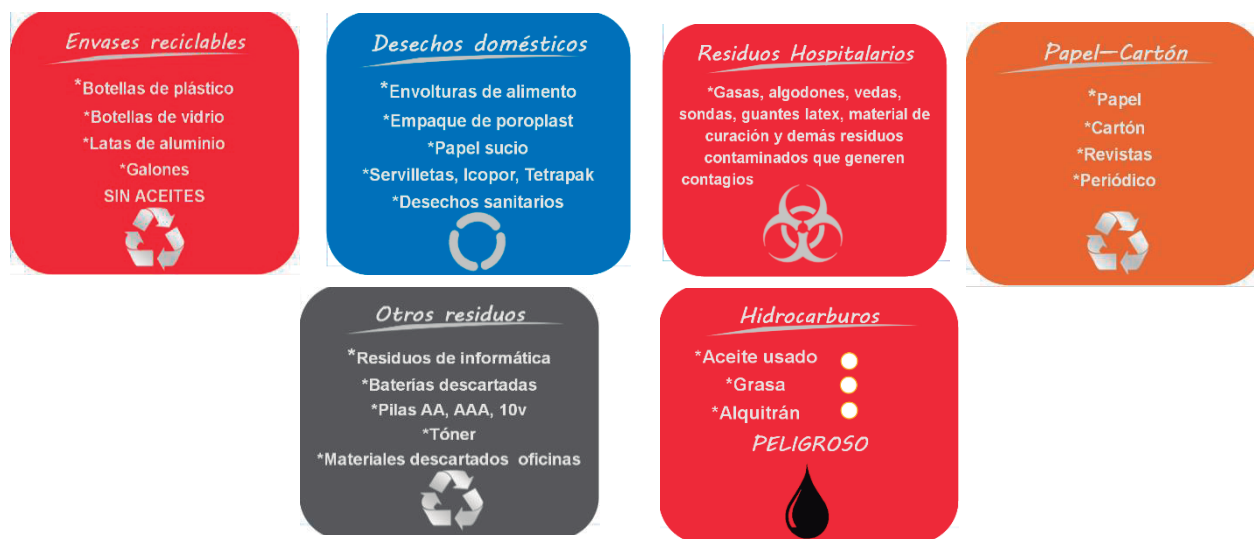 Envases reciclables
*Botellas de plástico
*Botellas de vidrio
*Latas de aluminio
*Galones
SIN ACEITES
Desechos domésticos
*Envolturas de alimento
*Empaque de poroplast
*Papel sucio
*Servilletas, Icopor, Tetrapak
*Desechos sanitarios
Residuos Hospitalarios
*Gasas, algodones, vedas,
sondas, guantes latex, material de
curación y demás residuos
contaminados que generen
contagios
Papel—Cartón
*Papel
*Cartón
*Revistas
*Periódico
Otros residuos
*Residuos de informática
*Baterías descartadas
*Pilas AA, AAA, 10v
*Tóner
*Materiales descartados oficinas
Hidrocarburos
*Aceite usado
*Grasa
*Alquitrán
PELIGROSO